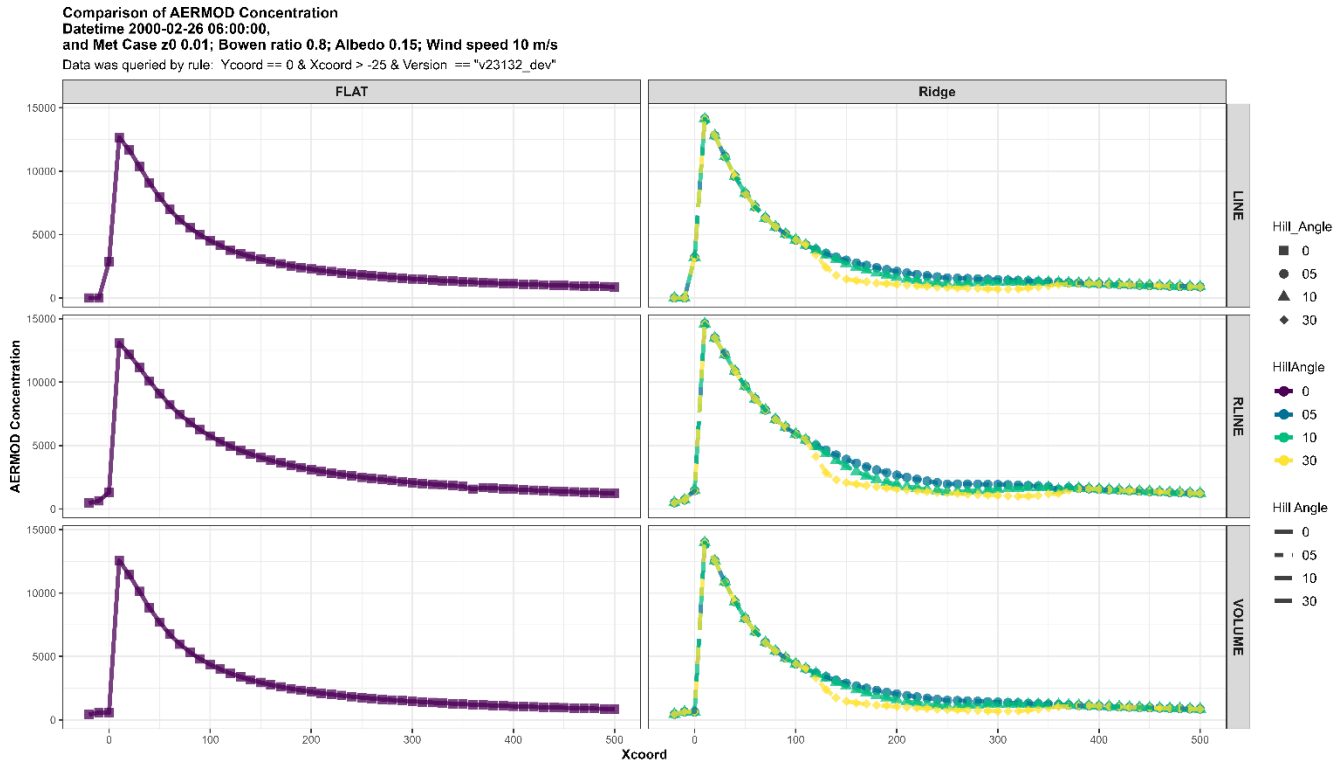 Comparison of AERMOD Concentration
Datetime 2000-02-26 06:00:00,
and Met Case z0 0.01; Bowen ratio 0.8; Albedo 0.15; Wind speed 10 m/s
Data was queried by rule:  Ycoord == 0 & Xcoord > -25 & Version  == "v23132_dev"
FLAT
Ridge
15000
10000
5000
0
LINE
15000
10000
5000
0
RLINE
15000
10000
5000
0
VOLUME
AERMOD Concentration
0 100 200 300 400 500
0 100 200 300 400 500
Xcoord
Hill_Angle
0
05
10
30
HillAngle
0
05
10
30
Hill Angle
0
05
10
30